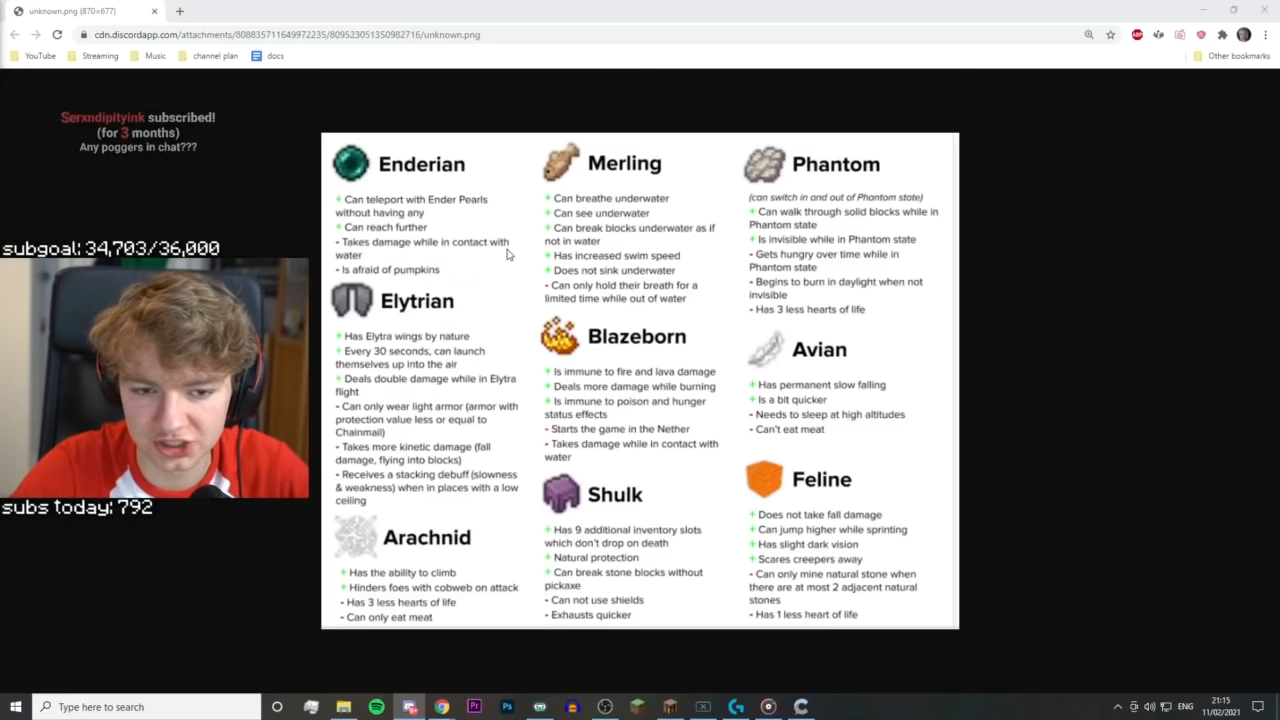 unknown.png (870×677)
cdn.discordapp.com/attachments/808835711649972235/809523051350982716/unknown.png
YouTube
Streaming
Music
channel plan
docs
Other bookmarks
Serxndipityink subscribed!
(for 3 months)
Any poggers in chat???
subgoal: 34,703/36,000
subs today: 792
Enderian
+ Can teleport with Ender Pearls
without having any
+ Can reach further
- Takes damage while in contact with
water
- Is afraid of pumpkins
Elytrian
+ Has Elytra wings by nature
+ Every 30 seconds, can launch
themselves up into the air
+ Deals double damage while in Elytra
flight
- Can only wear light armor (armor with
protection value less or equal to
Chainmail)
- Takes more kinetic damage (fall
damage, flying into blocks)
- Receives a stacking debuff (slowness
& weakness) when in places with a low
ceiling
Arachnid
+ Has the ability to climb
+ Hinders foes with cobweb on attack
- Has 3 less hearts of life
- Can only eat meat
Merling
+ Can breathe underwater
+ Can see underwater
+ Can break blocks underwater as if
not in water
+ Has increased swim speed
+ Does not sink underwater
- Can only hold their breath for a
limited time while out of water
Blazeborn
+ Is immune to fire and lava damage
+ Deals more damage while burning
+ Is immune to poison and hunger
status effects
- Starts the game in the Nether
- Takes damage while in contact with
water
Shulk
+ Has 9 additional inventory slots
which don't drop on death
+ Natural protection
+ Can break stone blocks without
pickaxe
- Can not use shields
- Exhausts quicker
Phantom
(can switch in and out of Phantom state)
+ Can walk through solid blocks while in
Phantom state
+ Is invisible while in Phantom state
- Gets hungry over time while in
Phantom state
- Begins to burn in daylight when not
invisible
- Has 3 less hearts of life
Avian
+ Has permanent slow falling
+ Is a bit quicker
- Needs to sleep at high altitudes
- Can't eat meat
Feline
+ Does not take fall damage
+ Can jump higher while sprinting
+ Has slight dark vision
+ Scares creepers away
- Can only mine natural stone when
there are at most 2 adjacent natural
stones
- Has 1 less heart of life
Type here to search
ENG
21:15
11/02/2021